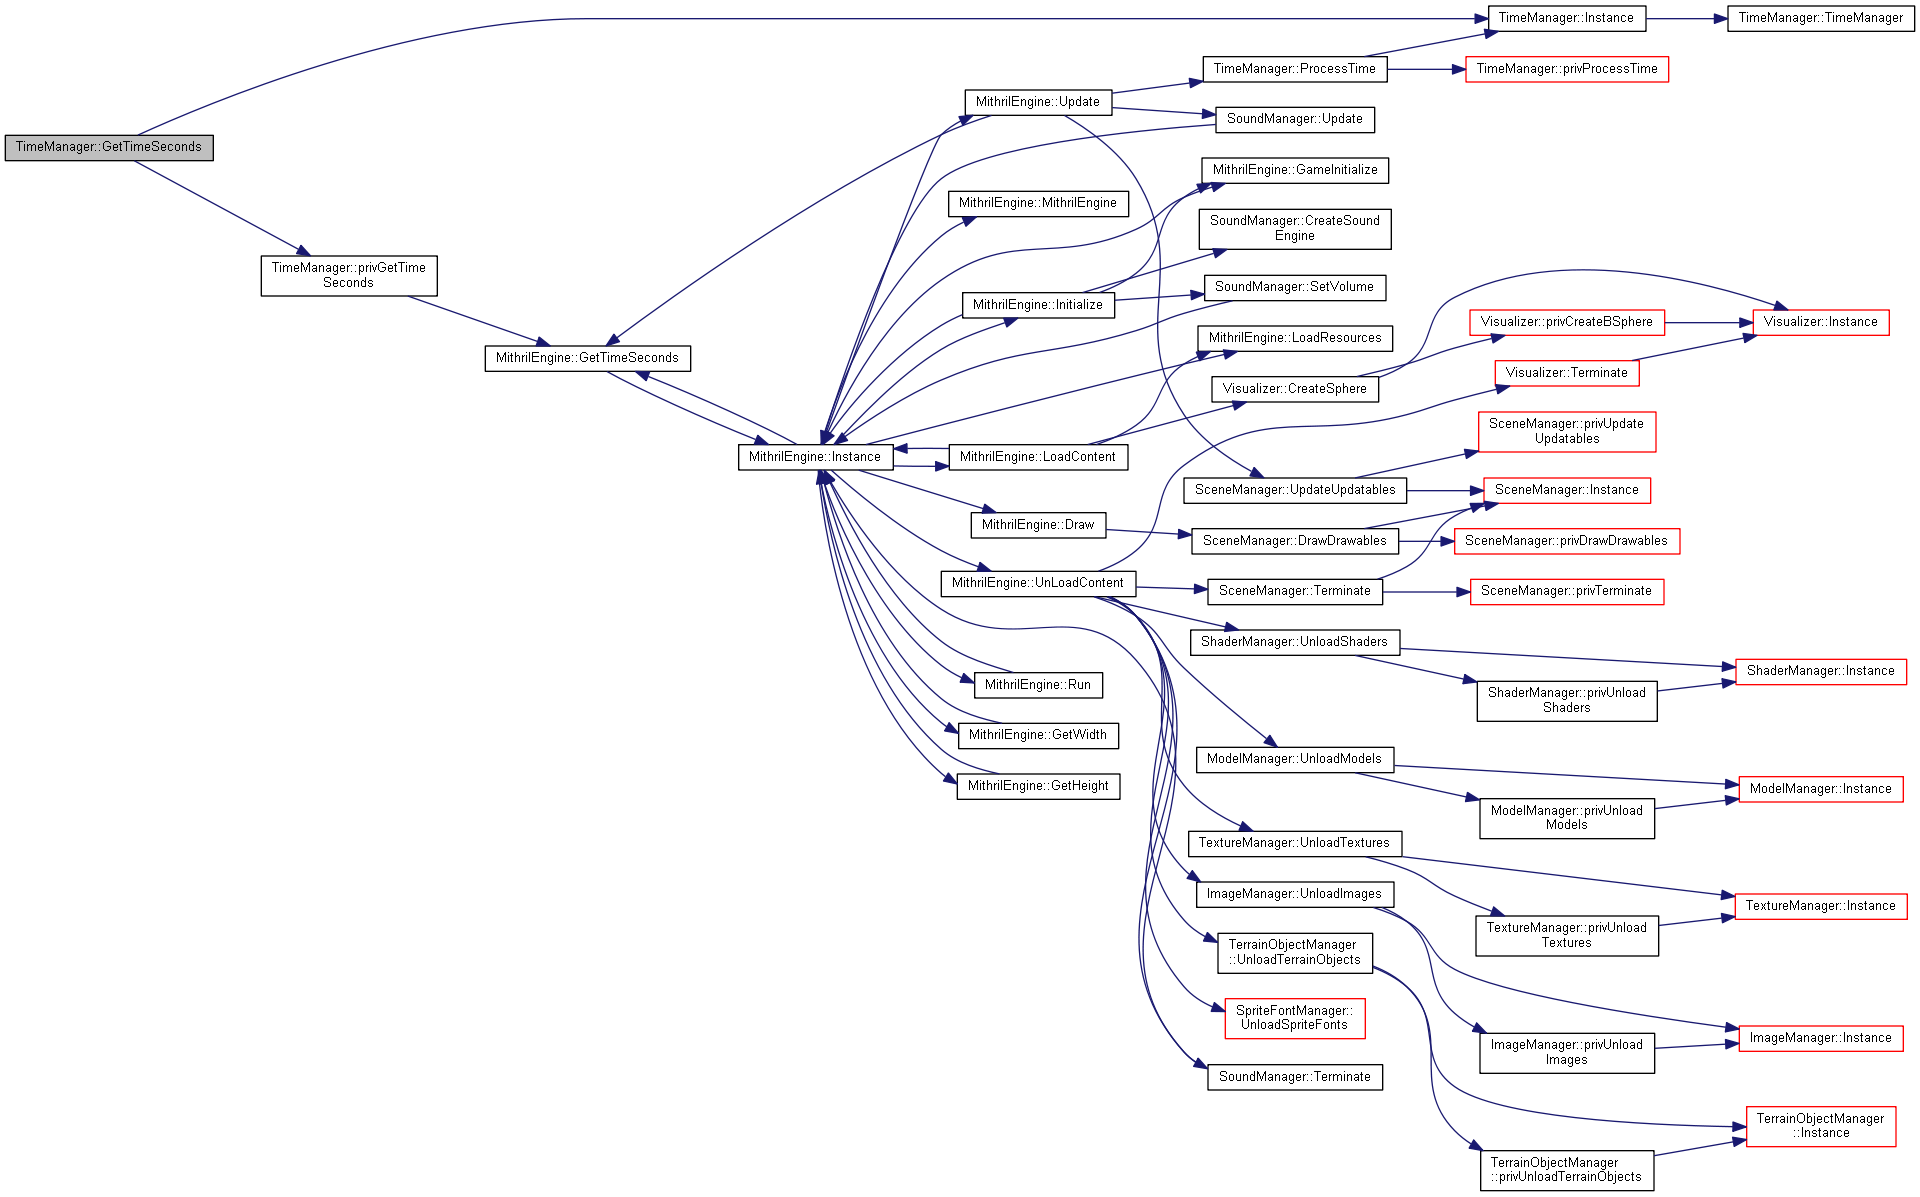 TimeManager::GetTimeSeconds
TimeManager::privGetTime
Seconds
MithrilEngine::GetTimeSeconds
MithrilEngine::Instance
MithrilEngine::Update
MithrilEngine::MithrilEngine
MithrilEngine::Initialize
MithrilEngine::LoadContent
MithrilEngine::Draw
MithrilEngine::UnLoadContent
MithrilEngine::Run
MithrilEngine::GetWidth
MithrilEngine::GetHeight
TimeManager::ProcessTime
SoundManager::Update
MithrilEngine::GameInitialize
SoundManager::CreateSound
Engine
SoundManager::SetVolume
MithrilEngine::LoadResources
Visualizer::CreateSphere
SceneManager::UpdateUpdatables
SceneManager::DrawDrawables
SceneManager::Terminate
ShaderManager::UnloadShaders
ModelManager::UnloadModels
TextureManager::UnloadTextures
ImageManager::UnloadImages
TerrainObjectManager
::UnloadTerrainObjects
SpriteFontManager::
UnloadSpriteFonts
SoundManager::Terminate
TimeManager::Instance
TimeManager::privProcessTime
Visualizer::privCreateBSphere
Visualizer::Terminate
SceneManager::privUpdate
Updatables
SceneManager::Instance
SceneManager::privDrawDrawables
SceneManager::privTerminate
ShaderManager::privUnload
Shaders
ModelManager::privUnload
Models
TextureManager::privUnload
Textures
ImageManager::privUnload
Images
TerrainObjectManager
::privUnloadTerrainObjects
TimeManager::TimeManager
Visualizer::Instance
ShaderManager::Instance
ModelManager::Instance
TextureManager::Instance
ImageManager::Instance
TerrainObjectManager
::Instance